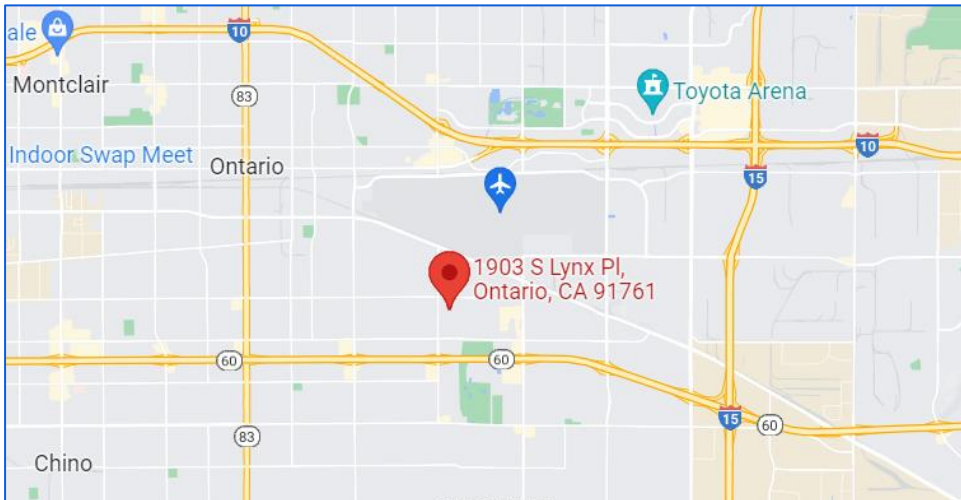 ale
10
Montclair
83
Toyota Arena
Indoor Swap Meet
Ontario
10
15
1903 S Lynx Pl,
Ontario, CA 91761
60
60
15
60
83
Chino